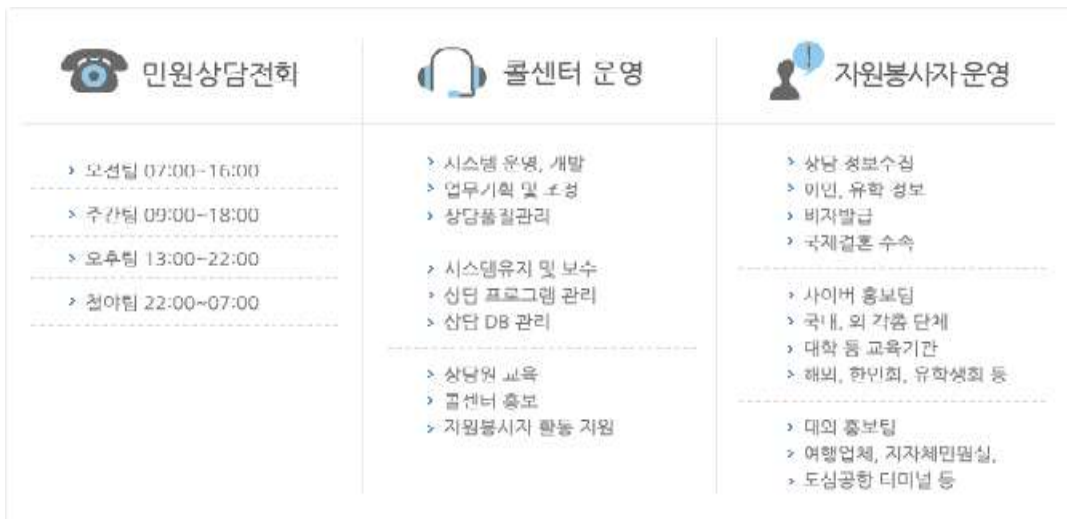 민원상담전화
오전팀 07:00~16:00
주간팀 09:00~18:00
오후팀 13:00~22:00
철야팀 22:00~07:00
콜센터 운영
시스템 운영, 개발
업무기획 및 조정
상담품질관리
시스템유지 및 보수
상담 프로그램 관리
상담 DB 관리
상담원 교육
콜센터 홍보
지원봉사자 활동 지원
자원봉사자 운영
상담 정보수집
이민, 유학 정보
비자발급
국제결혼 수속
사이버 홍보팀
국내, 외 각종 단체
대학 등 교육기관
해외, 한인회, 유학생회 등
대외 홍보팀
여행업체, 지자체민원실,
도심공항 터미널 등